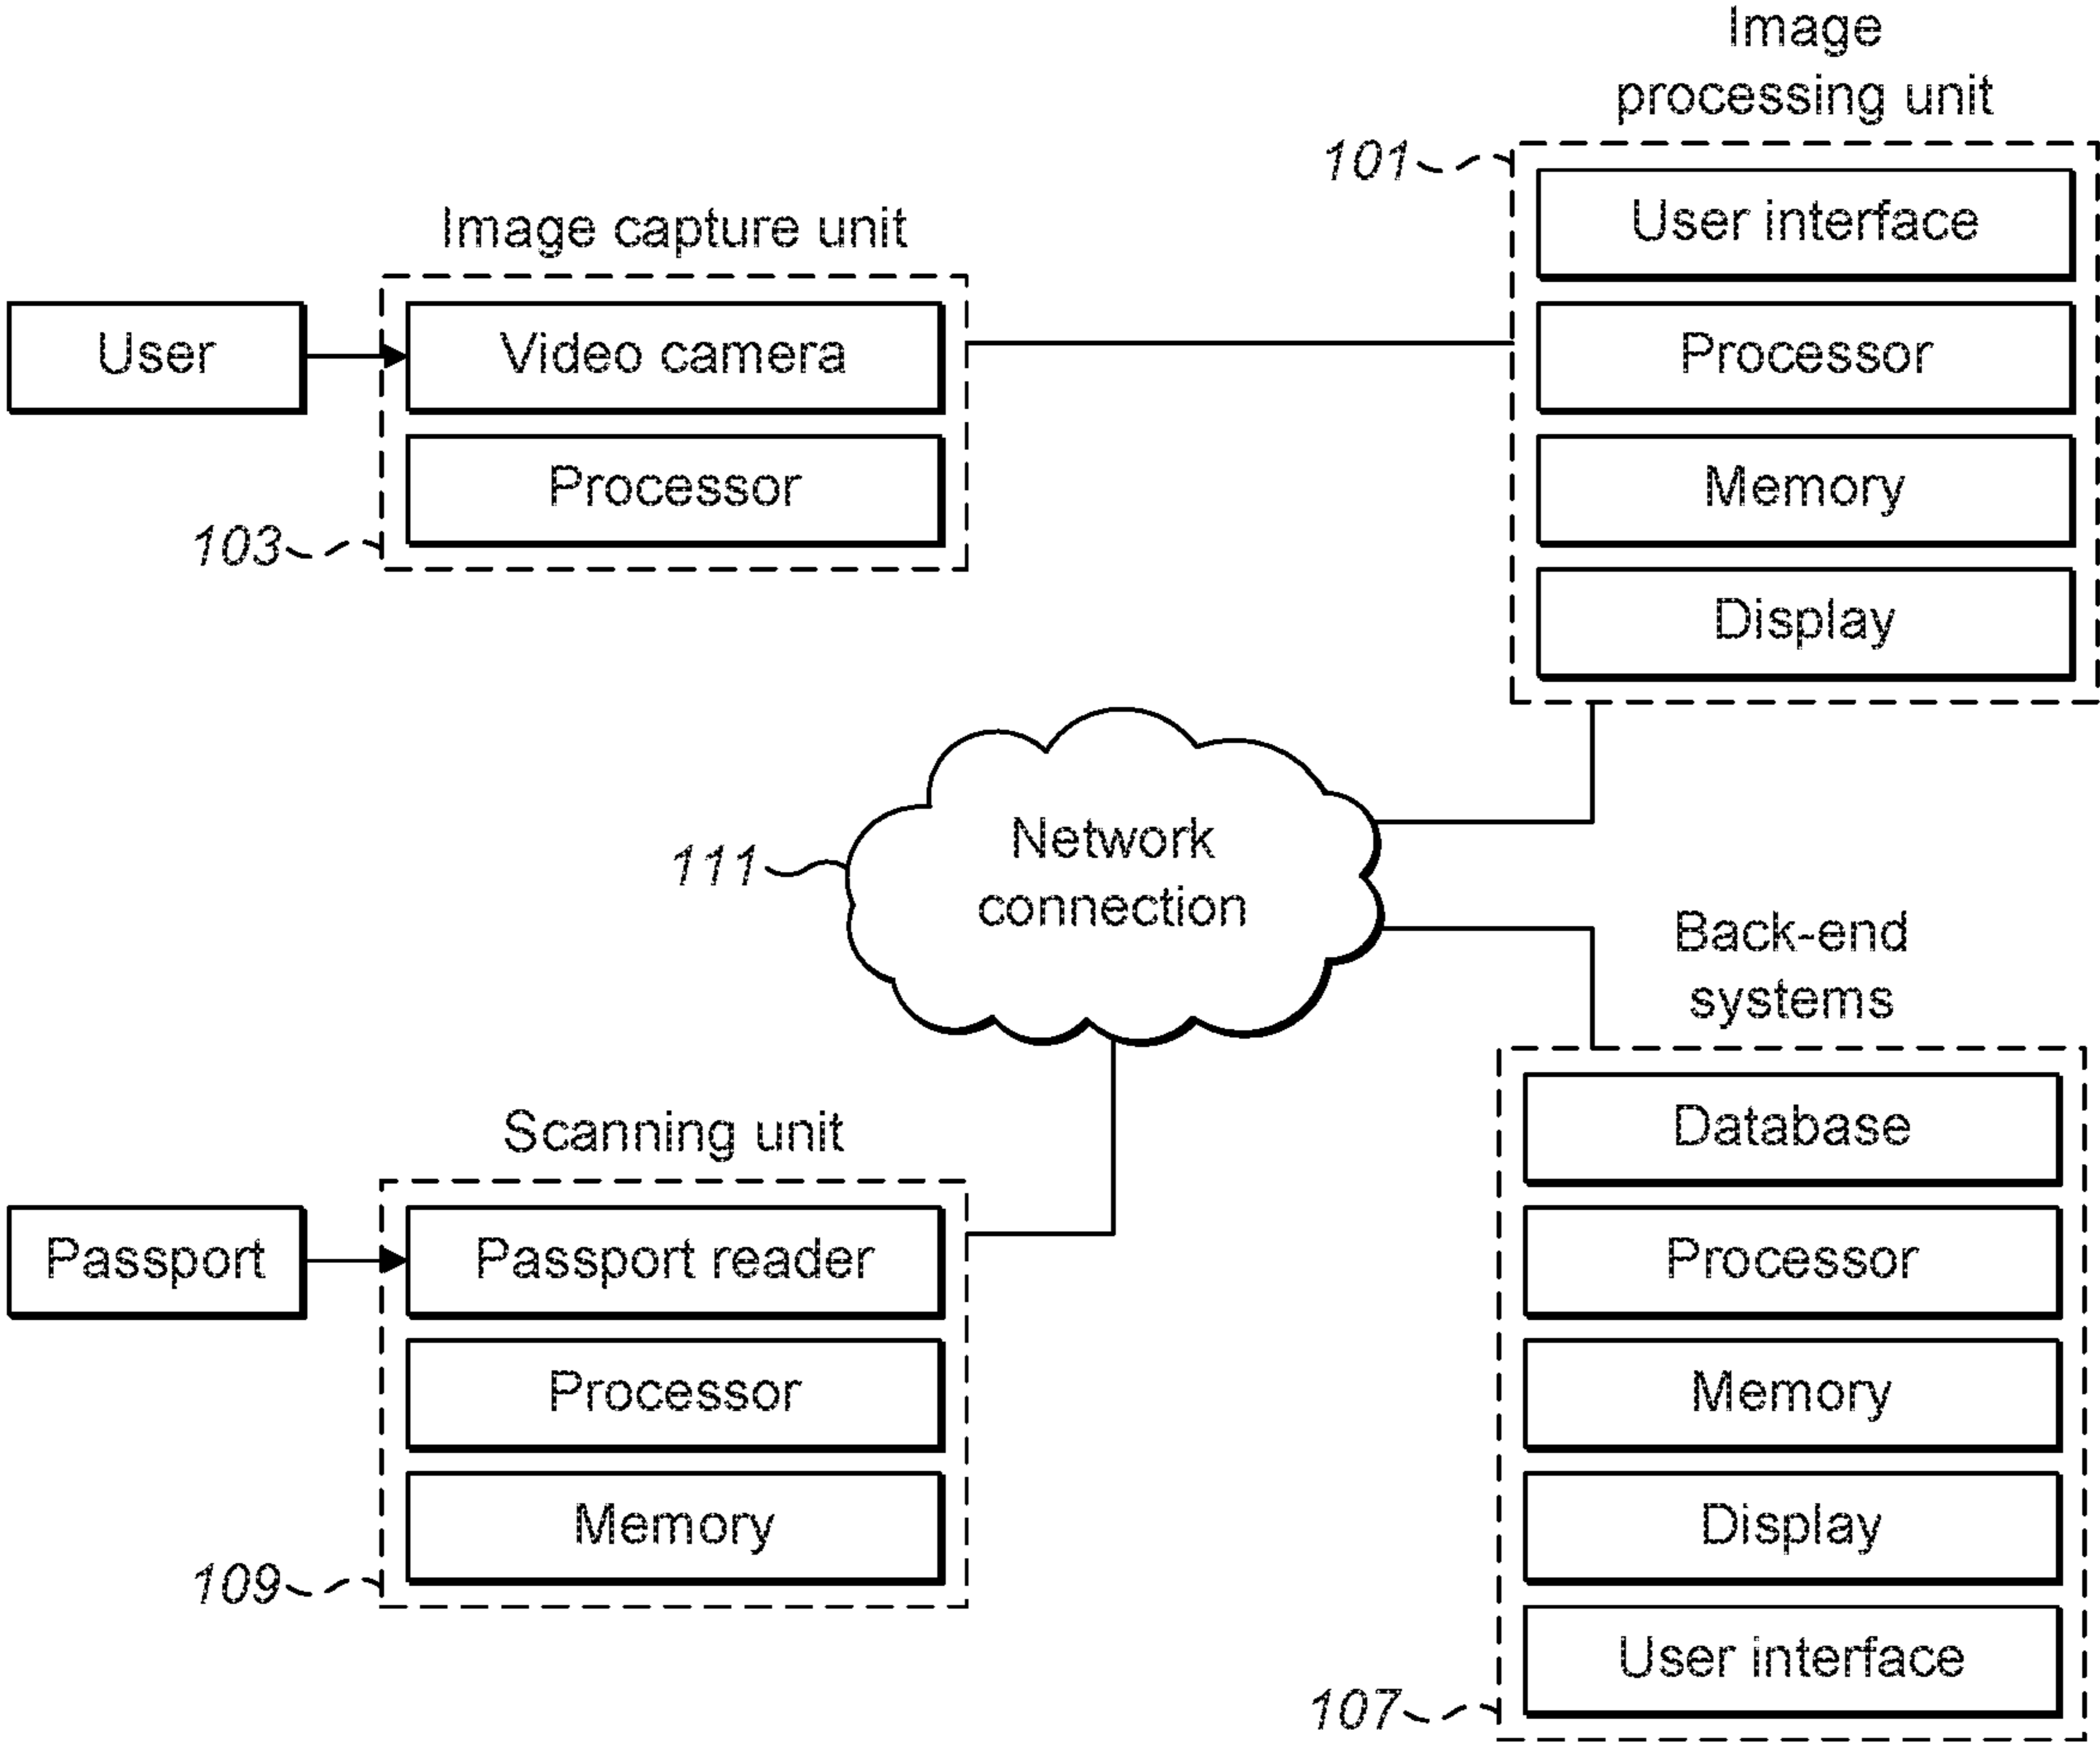 Image
processing unit
101
User interface
Processor
Memory
Display
Image capture unit
User
Video camera
Processor
103
Network
connection
111
Back-end
systems
Database
Processor
Memory
Display
User interface
107
Scanning unit
Passport
Passport reader
Processor
Memory
109